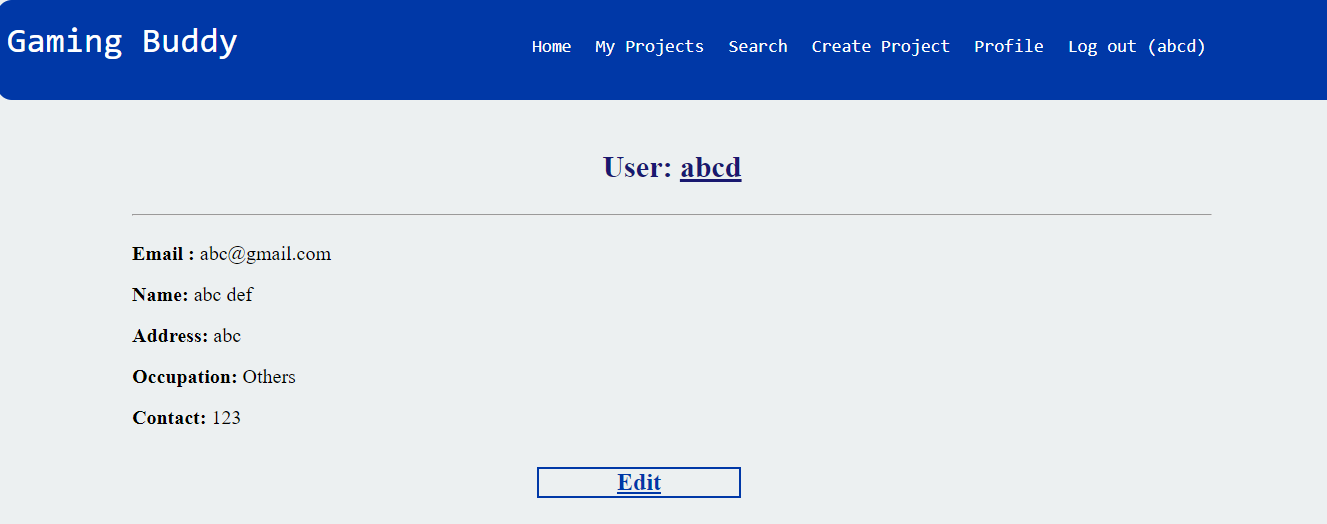 Gaming Buddy
Home My Projects Search Create Project Profile Log out (abcd)
User: abcd
Email : abc@gmail.com
Name: abc def
Address: abc
Occupation: Others
Contact: 123
Edit